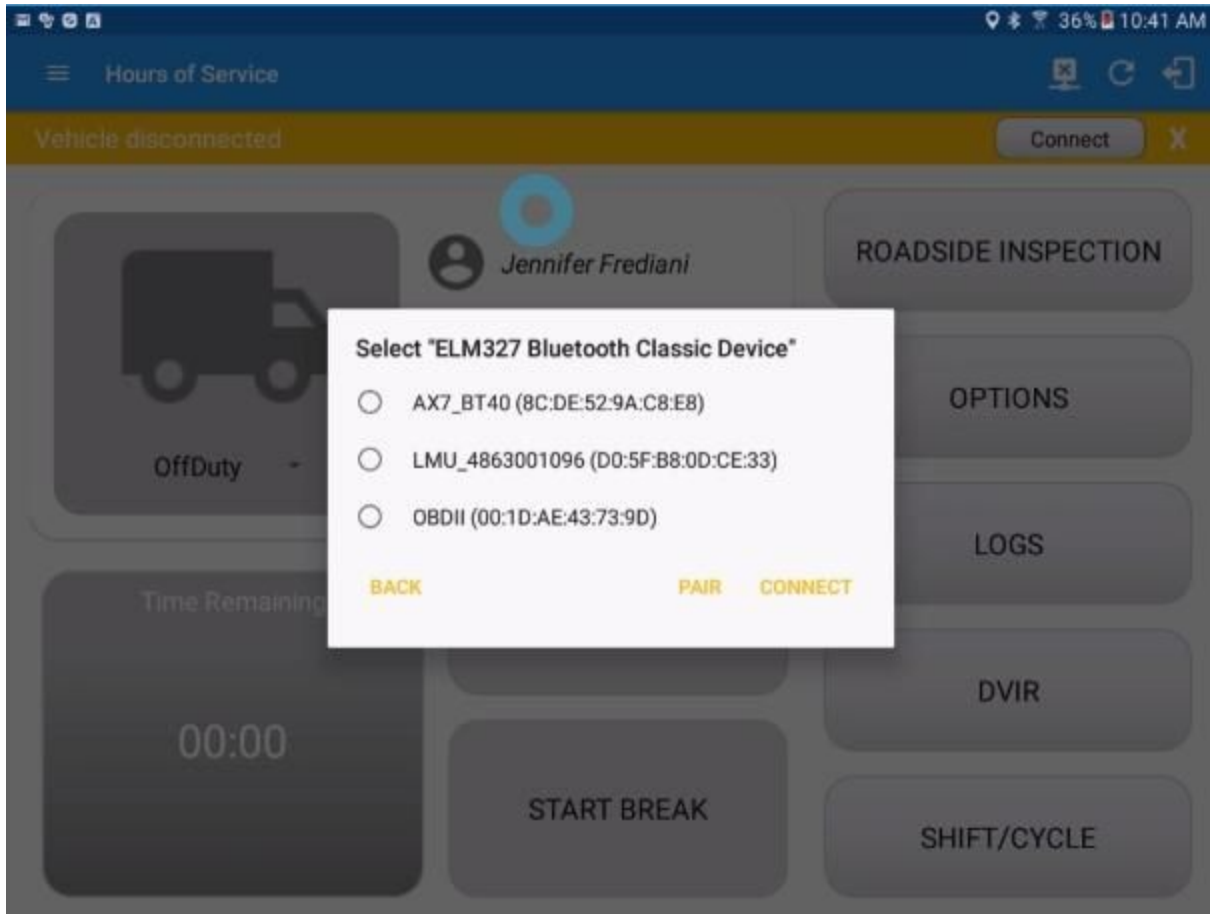 36% 10:41 AM
Hours of Service
Vehicle disconnected
Connect X
Jennifer Frediani
ROADSIDE INSPECTION
Select "ELM327 Bluetooth Classic Device"
AX7_BT40 (8C:DE:52:9A:C8:E8)
OPTIONS
OffDuty
LMU_4863001096 (D0:5F:B8:0D:CE:33)
OBDII (00:1D:AE:43:73:9D)
LOGS
BACK PAIR CONNECT
Time Remaining
DVIR
00:00
START BREAK
SHIFT/CYCLE